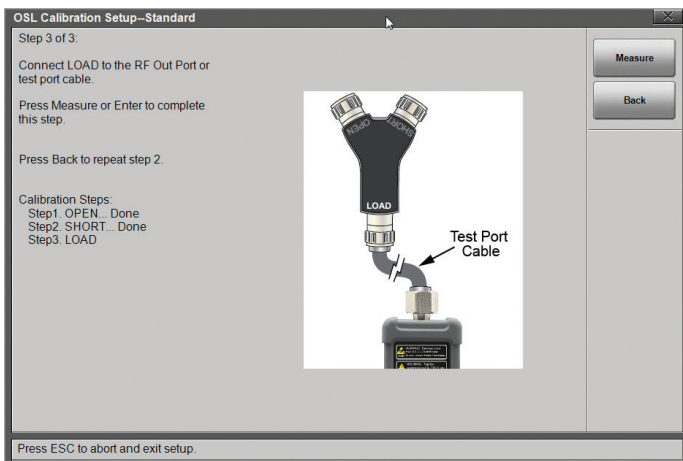 OSL Calibration Setup--Standard
Step 3 of 3:
Connect LOAD to the RF Out Port or
test port cable.
Press Measure or Enter to complete
this step.
Press Back to repeat step 2.
Calibration Steps:
Step1. OPEN... Done
Step2. SHORT... Done
Step3. LOAD
OPEN
SHORT
LOAD
Test Port
Cable
Measure
Back
Press ESC to abort and exit setup.